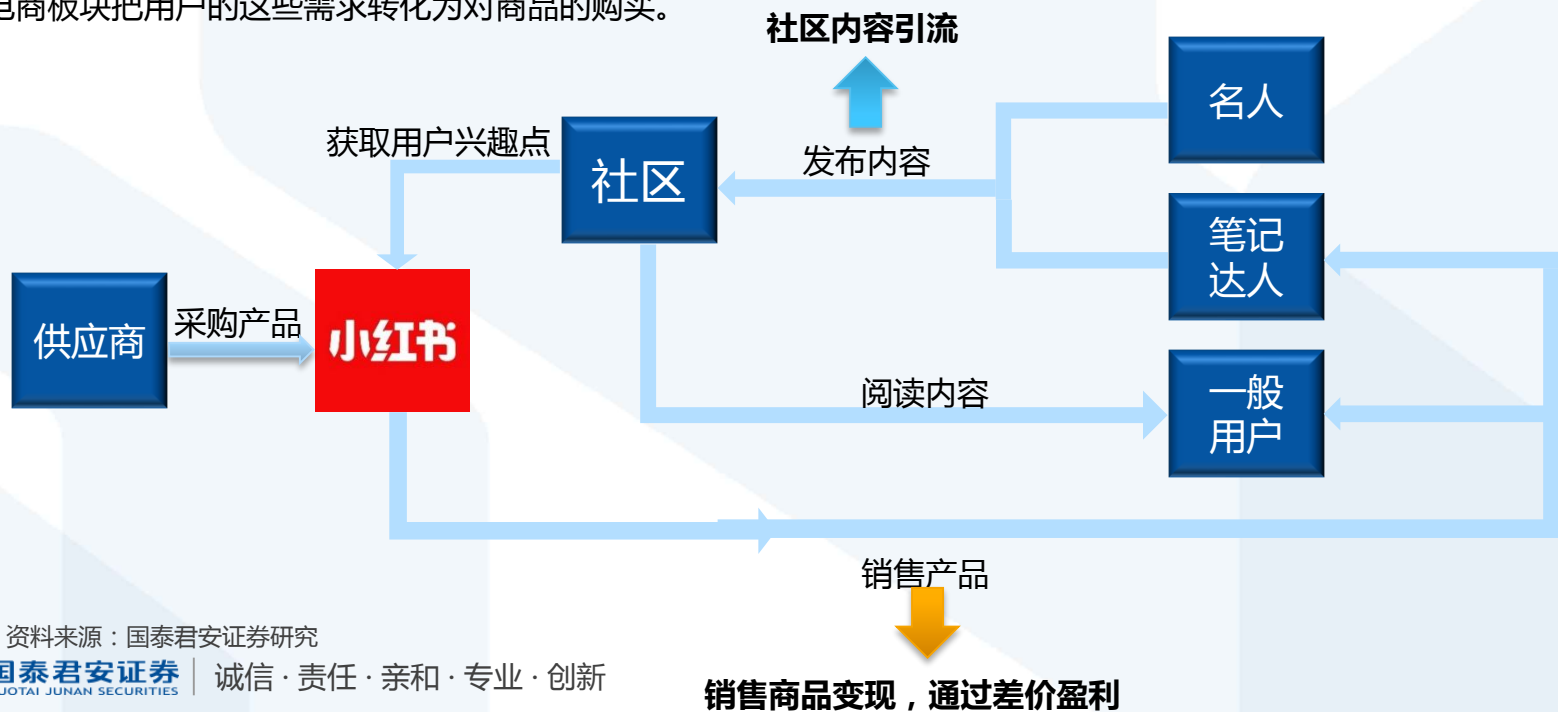 电商板块把用户的这些需求转化为对商品的购买。
社区内容引流
名人
获取用户兴趣点
社区
发布内容
笔记
达人
供应商
采购产品
小红书
阅读内容
一般
用户
销售产品
资料来源：国泰君安证券研究
国泰君安证券
GUOTAI JUNAN SECURITIES
诚信 · 责任 · 亲和 · 专业 · 创新
销售商品变现，通过差价盈利